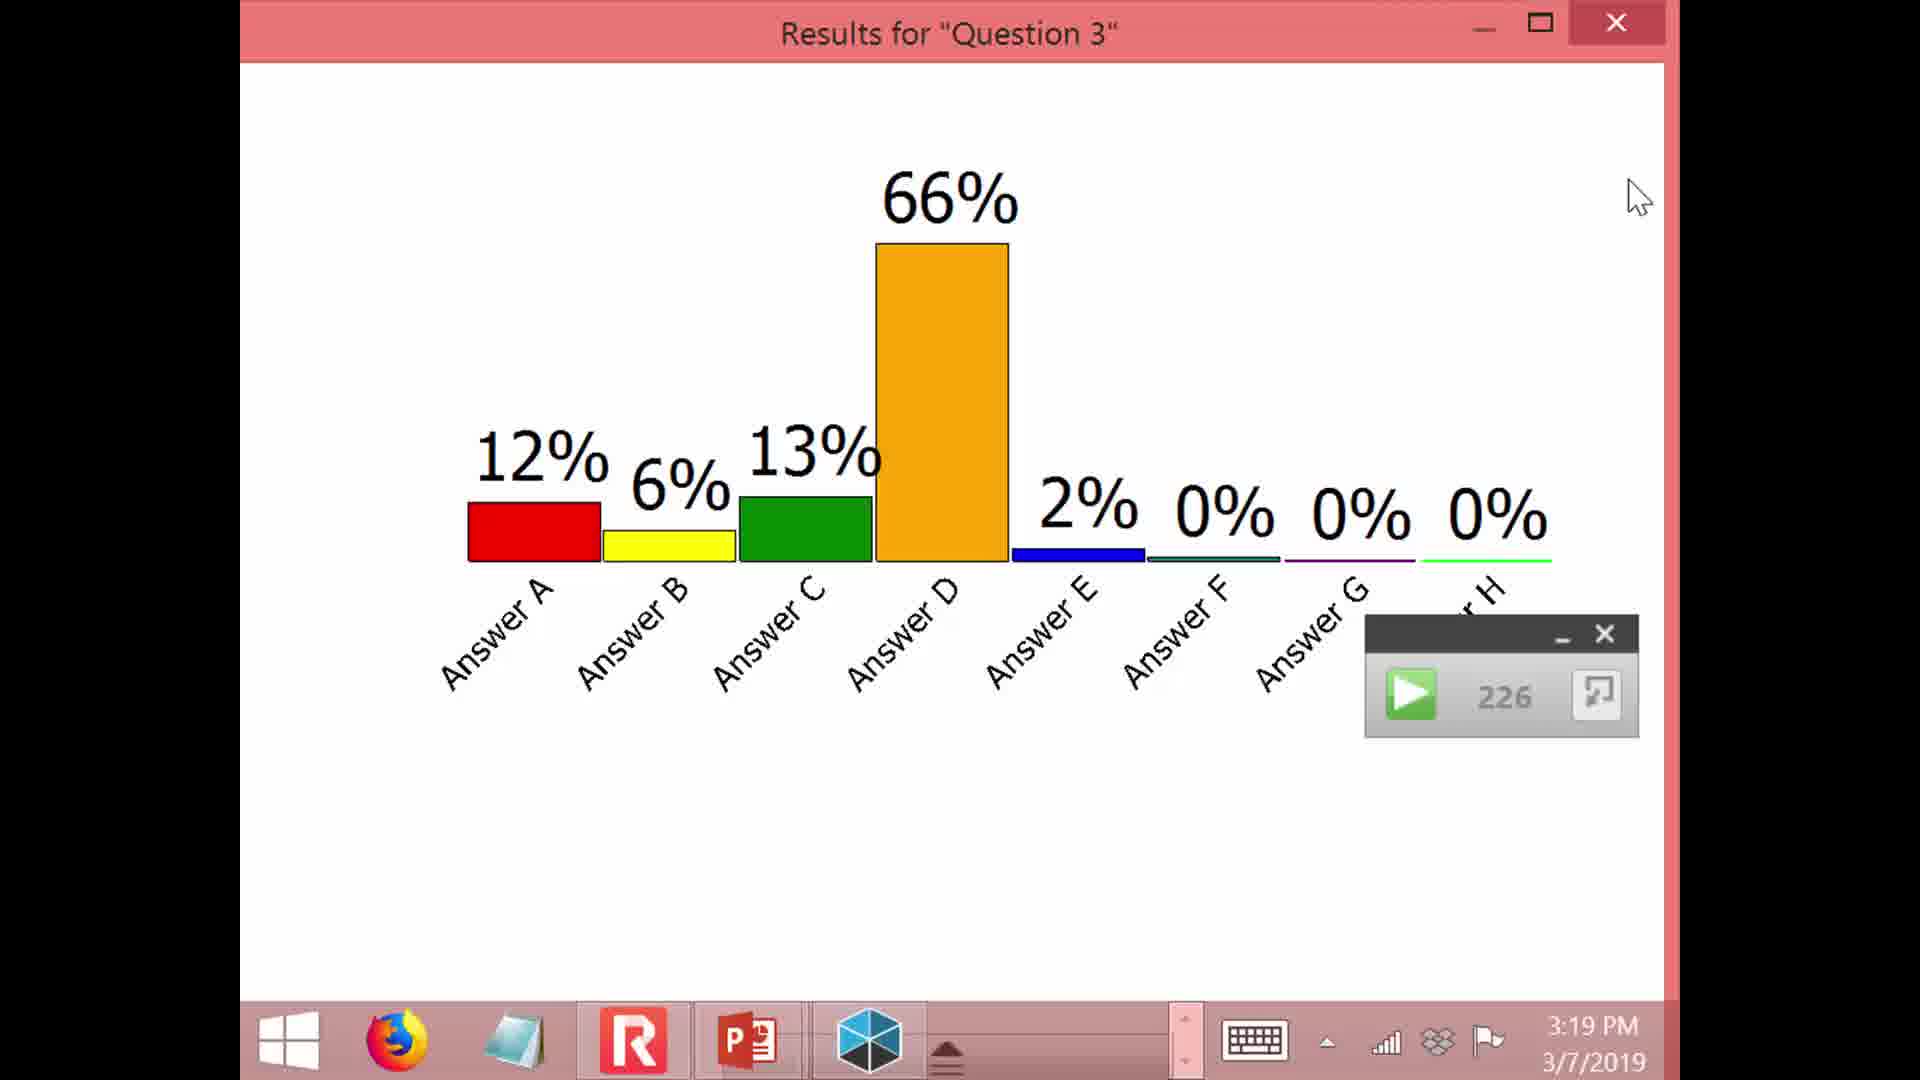 Results for "Question 3"
66%
12%
6%
13%
2%
0%
0%
0%
Answer A
Answer B
Answer C
Answer D
Answer E
Answer F
Answer G
r H
226
R
P
3:19 PM
3/7/2019